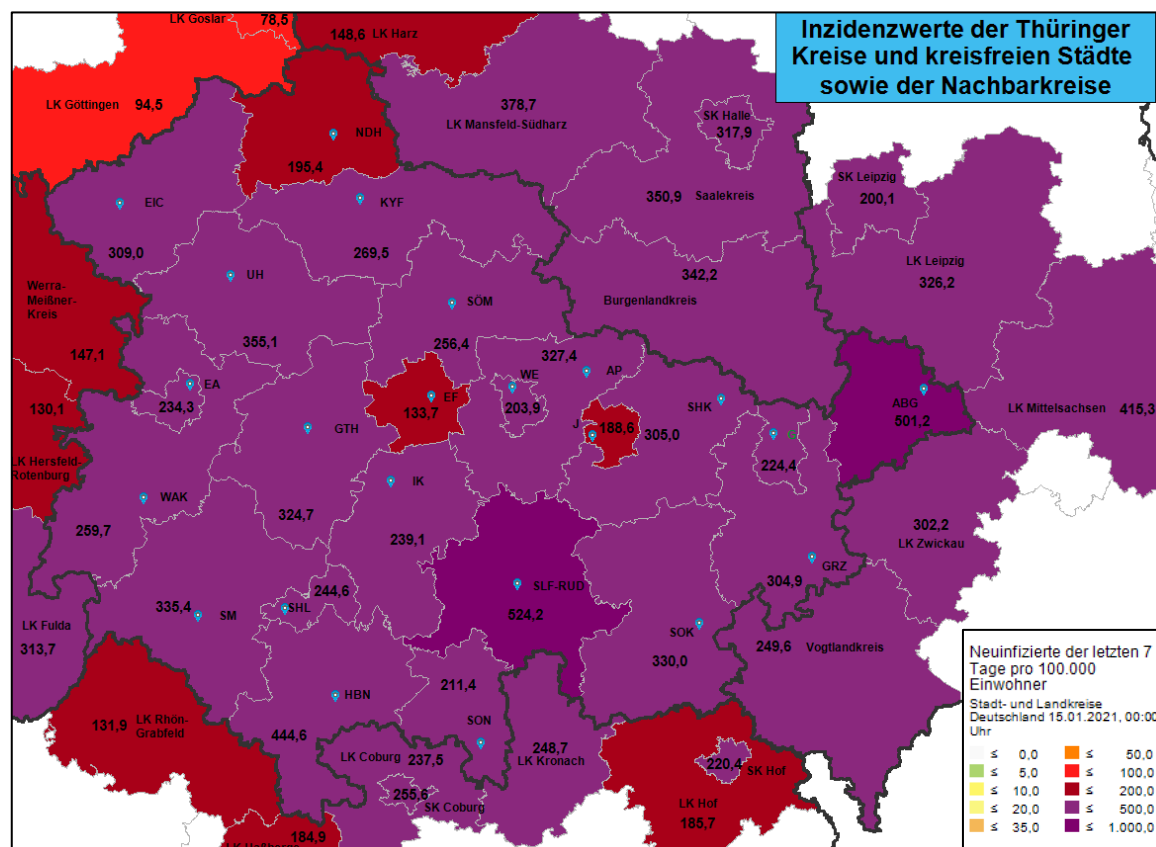 Inzidenzwerte der Thüringer
Kreise und kreisfreien Städte
sowie der Nachbarkreise
LK Goslar
78,5
148,6
LK Harz
LK Göttingen
94,5
378,7
LK Mansfeld-Südharz
SK Halle
317,9
NDH
195,4
EIC
KYF
350,9
Saalekreis
SK Leipzig
200,1
309,0
269,5
342,2
LK Leipzig
326,2
UH
Werra-
Meißner-
Kreis
SÖM
Burgenlandkreis
355,1
256,4
327,4
147,1
EA
234,3
WE
203,9
AP
EF
133,7
SHK
ABG
501,2
LK Mittelsachsen
415,3
130,1
GTH
J
188,6
305,0
G
224,4
LK Hersfeld-
Rotenburg
IK
WAK
259,7
324,7
239,1
302,2
LK Zwickau
GRZ
304,9
SLF-RUD
524,2
244,6
SHL
335,4
SM
LK Fulda
313,7
SOK
330,0
249,6
Vogtlandkreis
HBN
211,4
131,9
LK Rhön-
Grabfeld
SON
444,6
LK Coburg
237,5
248,7
LK Kronach
220,4
SK Hof
255,6
SK Coburg
LK Hof
185,7
184,9
Neuinfizierte der letzten 7
Tage pro 100.000
Einwohner
Stadt- und Landkreise
Deutschland 15.01.2021, 00:00
Uhr
≤ 0,0 ≤ 50,0
≤ 5,0 ≤ 100,0
≤ 10,0 ≤ 200,0
≤ 20,0 ≤ 500,0
≤ 35,0 ≤ 1.000,0